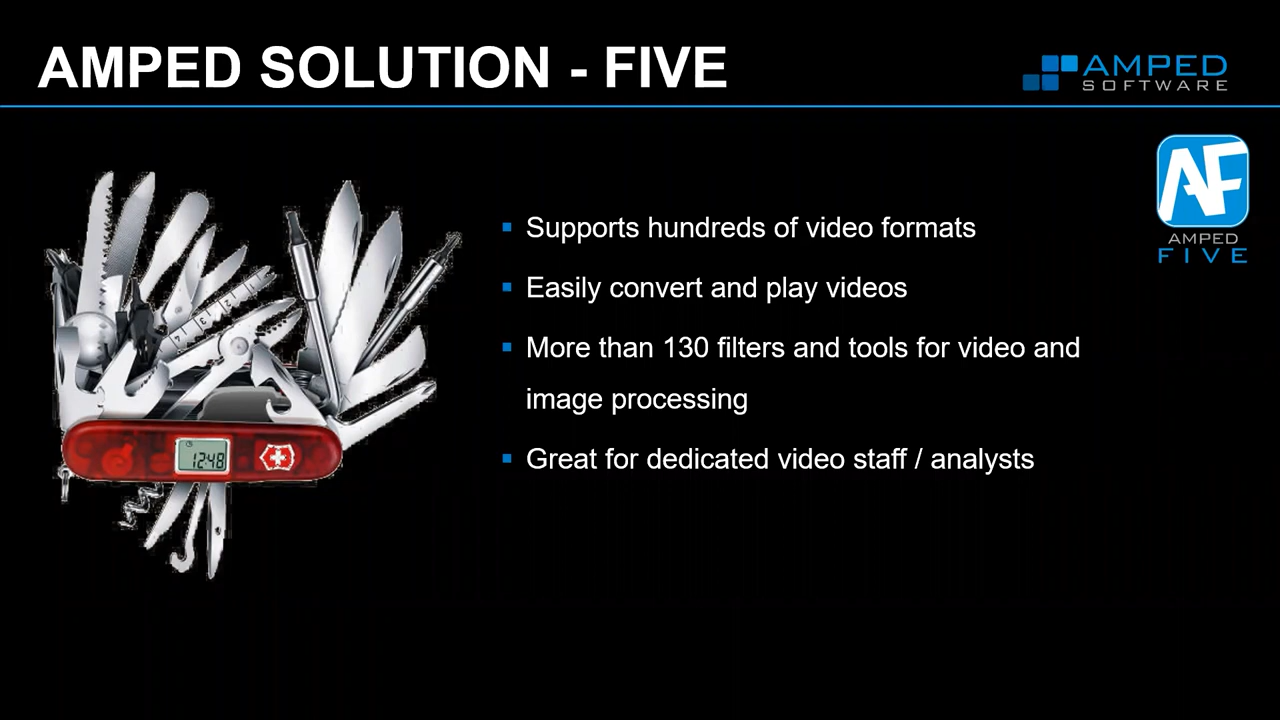 AMPED SOLUTION - FIVE
AMPED
SOFTWARE
AF
AMPED
FIVE
▪ Supports hundreds of video formats
▪ Easily convert and play videos
▪ More than 130 filters and tools for video and
image processing
▪ Great for dedicated video staff / analysts
12:48